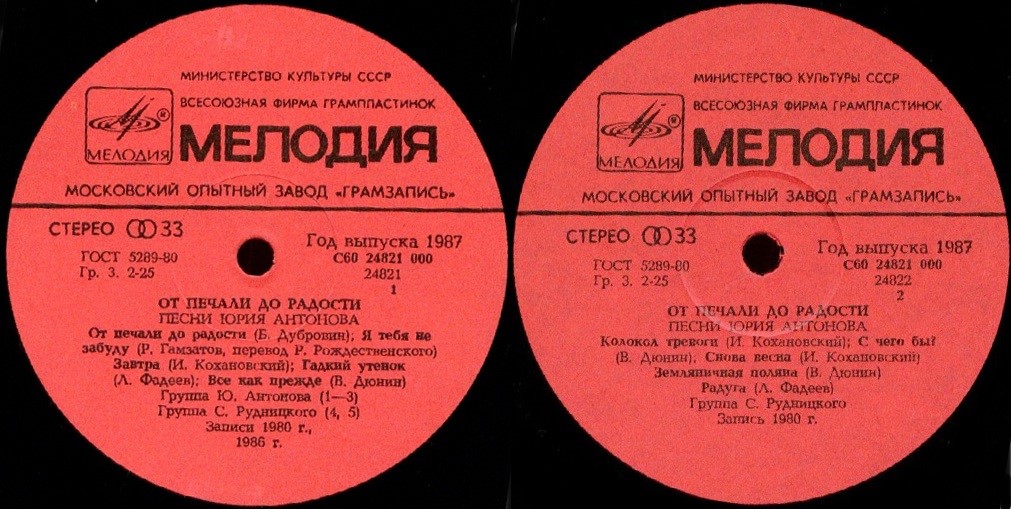 МИНИСТЕРСТВО КУЛЬТУРЫ СССР
ВСЕСОЮЗНАЯ ФИРМА ГРАМПЛАСТИНОК
МЕЛОДИЯ ®
МЕЛОДИЯ
МОСКОВСКИЙ ОПЫТНЫЙ ЗАВОД «ГРАМЗАПИСЬ»
СТЕРЕО 33
Год выпуска 1987
ГОСТ 5289-80
С60 24821 000
Гр. 3. 2-25
24821
1
ОТ ПЕЧАЛИ ДО РАДОСТИ
ПЕСНИ ЮРИЯ АНТОНОВА
От печали до радости (Б. Дубровин); Я тебя не
забуду (Р. Гамзатов, перевод Р. Рождественского)
Завтра (И. Кохановский); Гадкий утенок
(Л. Фадеев); Все как прежде (В. Дюнин)
Группа Ю. Антонова (1—3)
Группа С. Рудницкого (4, 5)
Записи 1980 г.,
1986 г.
МИНИСТЕРСТВО КУЛЬТУРЫ СССР
ВСЕСОЮЗНАЯ ФИРМА ГРАМПЛАСТИНОК
МЕЛОДИЯ ®
МЕЛОДИЯ
МОСКОВСКИЙ ОПЫТНЫЙ ЗАВОД «ГРАМЗАПИСЬ»
СТЕРЕО 33
Год выпуска 1987
ГОСТ 5289-80
С60 24821 000
Гр. 3. 2-25
24822
2
ОТ ПЕЧАЛИ ДО РАДОСТИ
ПЕСНИ ЮРИЯ АНТОНОВА
Колокол тревоги (И. Кохановский); С чего бы?
(В. Дюнин); Снова весна (И. Кохановский)
Земляничная поляна (В. Дюнин)
Радуга (Л. Фадеев)
Группа С. Рудницкого
Запись 1980 г.